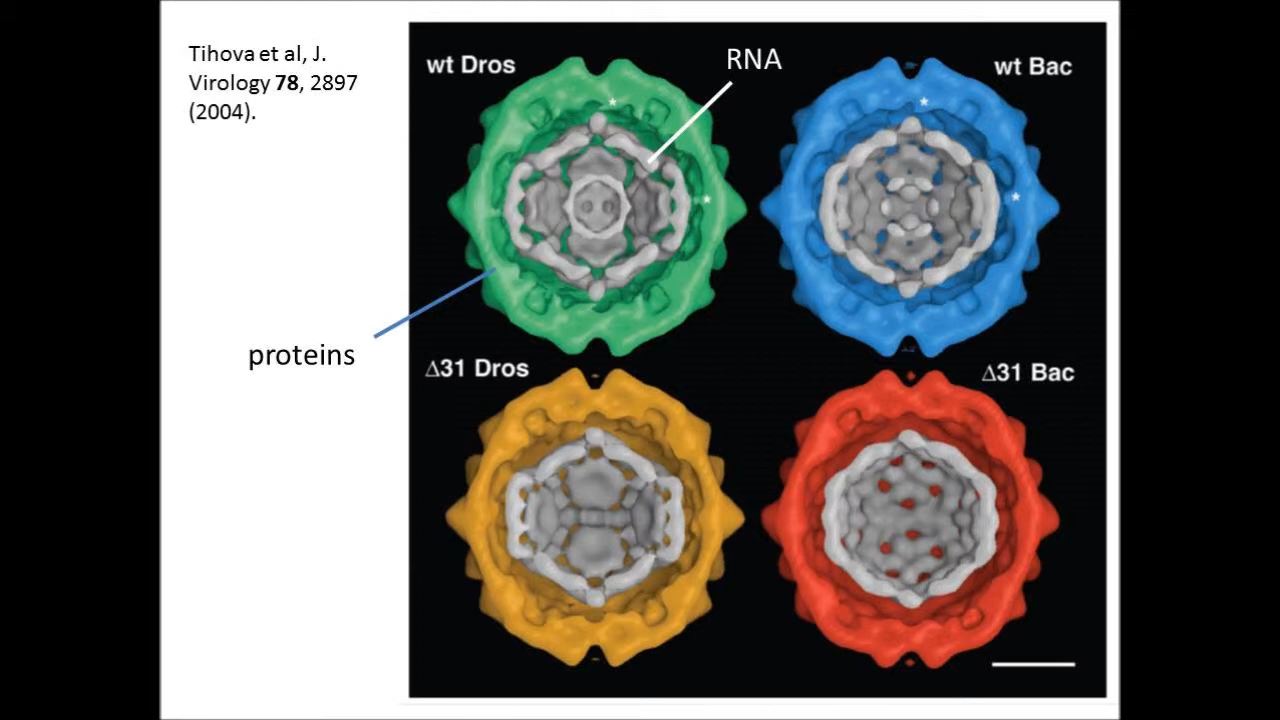 Tihova et al, J.
Virology 78, 2897
(2004).
wt Dros
RNA
wt Bac
*
*
*
*
proteins
Δ31 Dros
Δ31 Bac